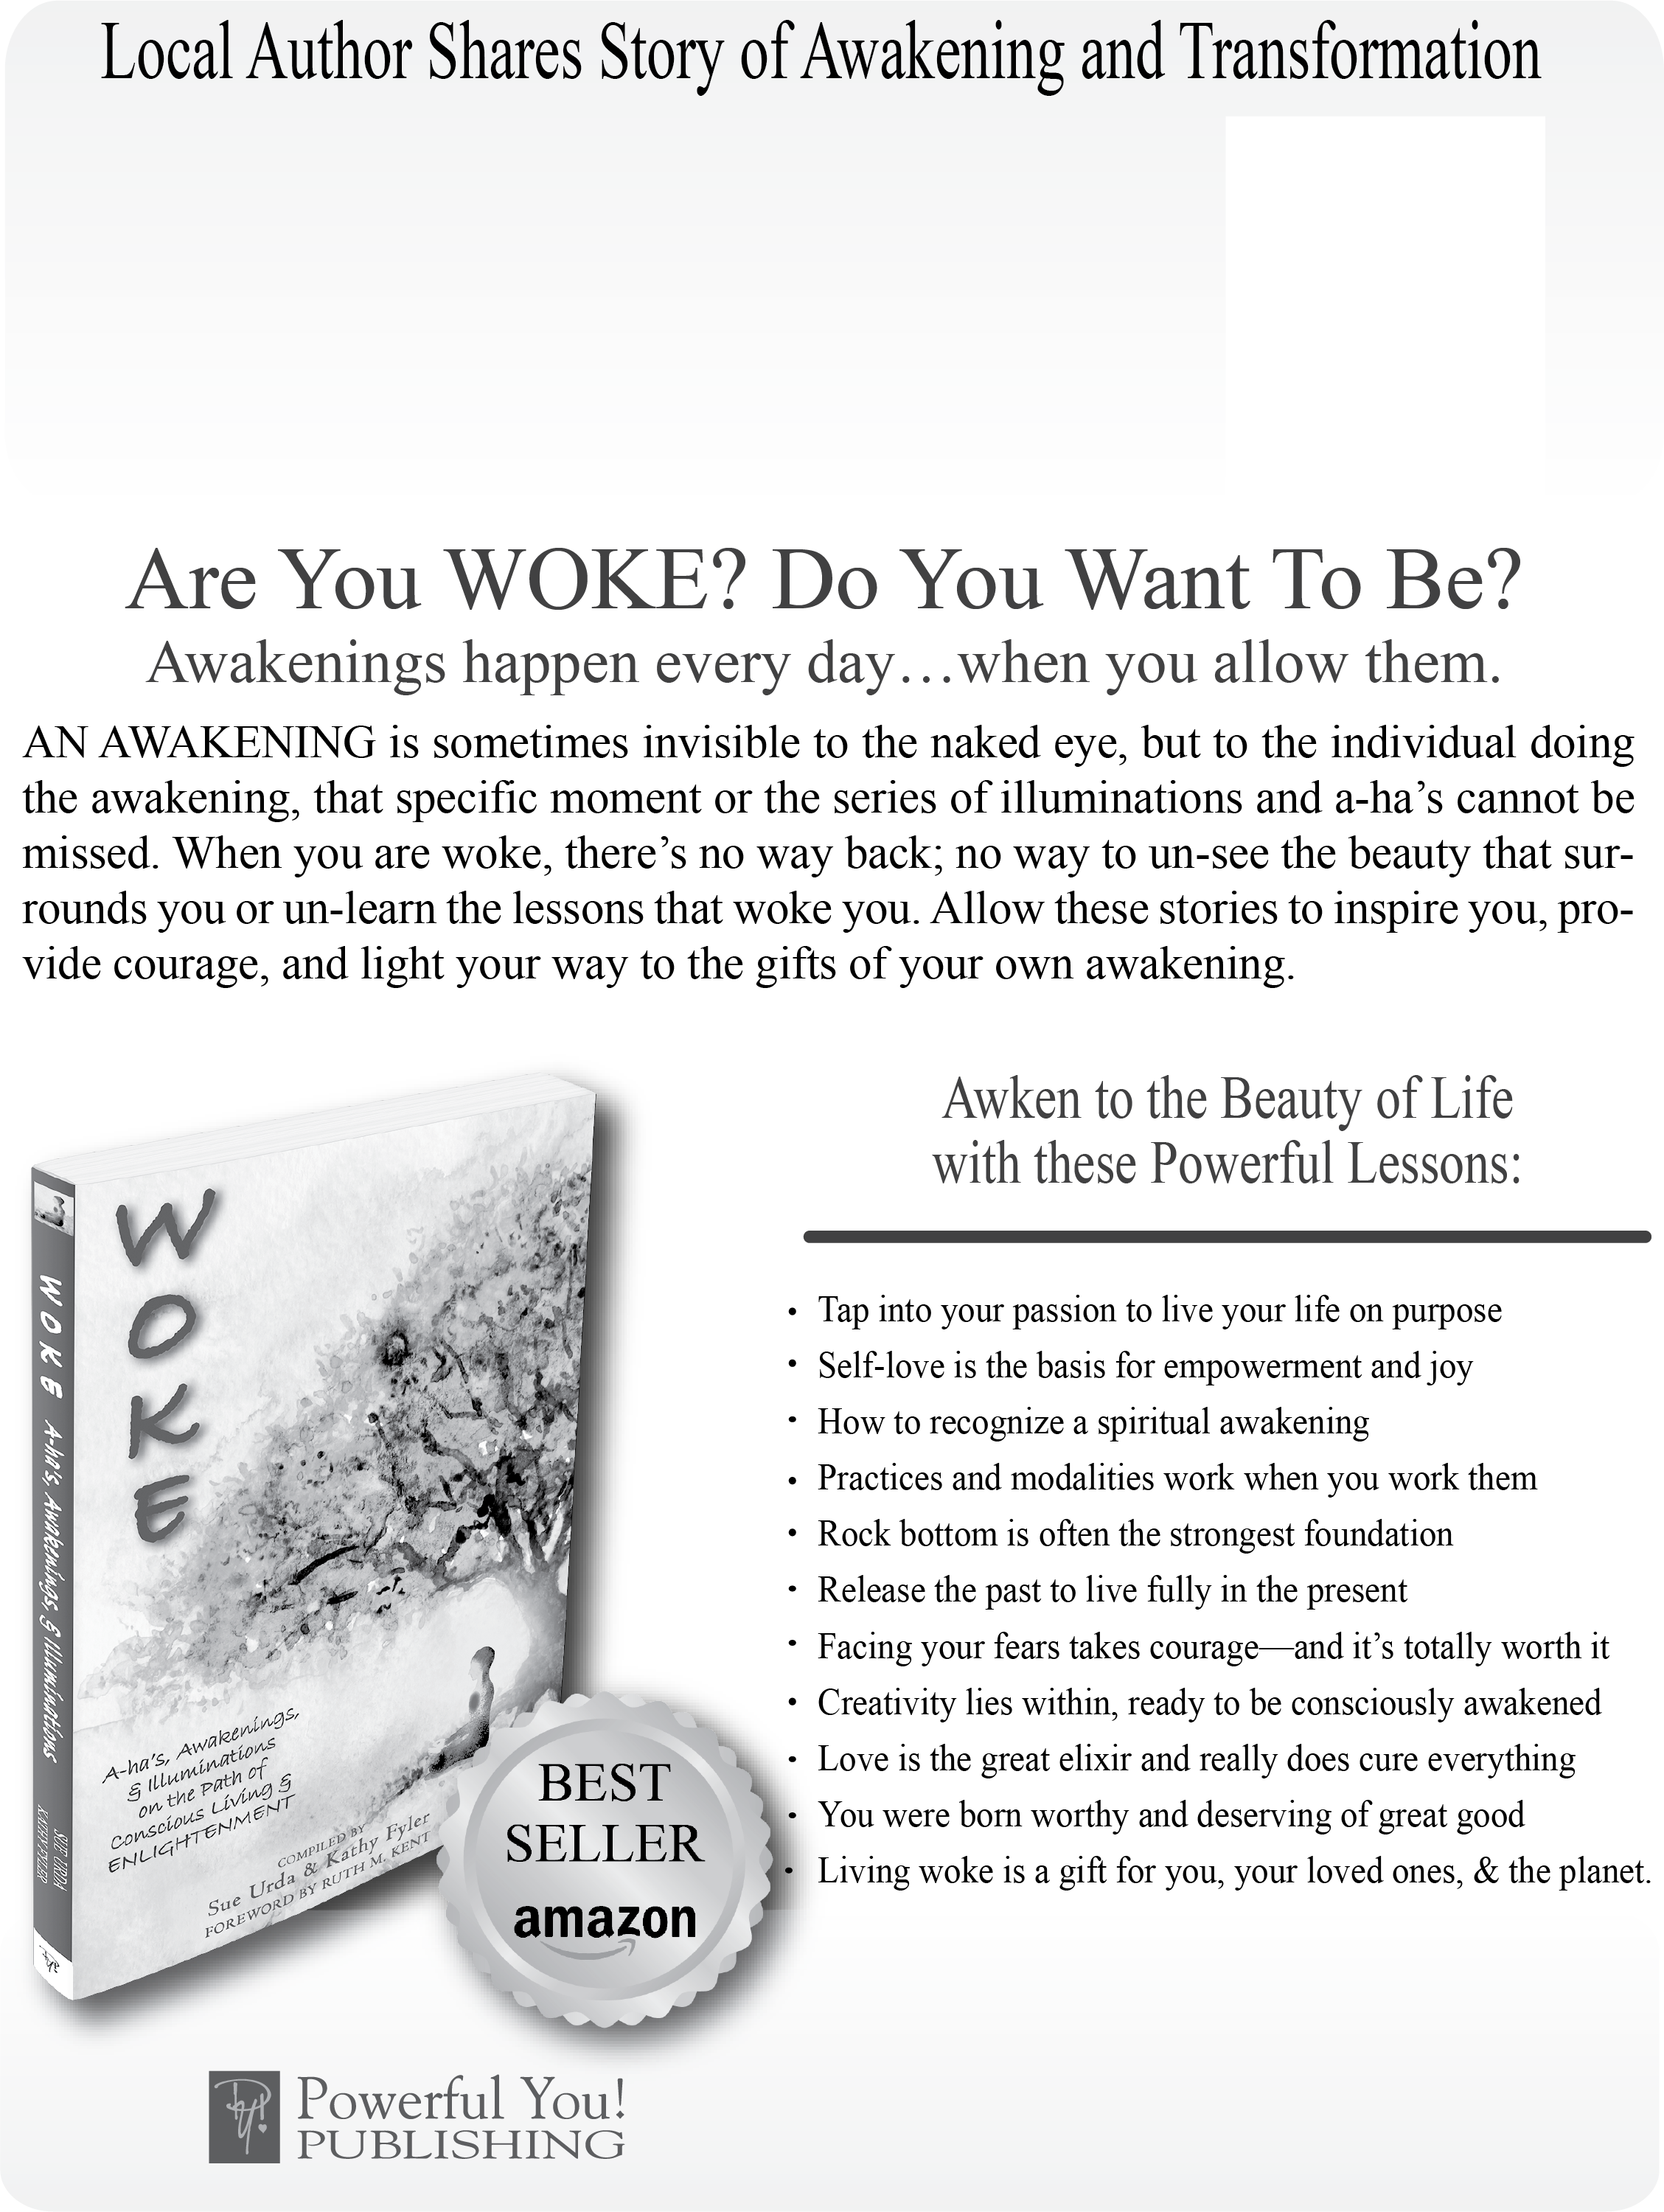 Local Author Shares Story of Awakening and Transformation
Are You WOKE? Do You Want To Be?
Awakenings happen every day…when you allow them.
AN AWAKENING is sometimes invisible to the naked eye, but to the individual doing
the awakening, that specific moment or the series of illuminations and a-ha’s cannot be
missed. When you are woke, there’s no way back; no way to un-see the beauty that sur-
rounds you or un-learn the lessons that woke you. Allow these stories to inspire you, pro-
vide courage, and light your way to the gifts of your own awakening.
W
O
K
E
A-ha's, Awakenings,
& Illuminations
on the Path of
Conscious Living &
ENLIGHTENMENT
COMPILED BY
Sue Urda & Kathy Fyler
FOREWORD BY RUTH M. KENT
WOKE A-ha's, Awakenings, & Illuminations
SUE URDA
KATHY FYLER
BEST
SELLER
amazon
Awken to the Beauty of Life
with these Powerful Lessons:
• Tap into your passion to live your life on purpose
• Self-love is the basis for empowerment and joy
• How to recognize a spiritual awakening
• Practices and modalities work when you work them
• Rock bottom is often the strongest foundation
• Release the past to live fully in the present
• Facing your fears takes courage—and it’s totally worth it
• Creativity lies within, ready to be consciously awakened
• Love is the great elixir and really does cure everything
• You were born worthy and deserving of great good
• Living woke is a gift for you, your loved ones, & the planet.
py!
Powerful You!
PUBLISHING